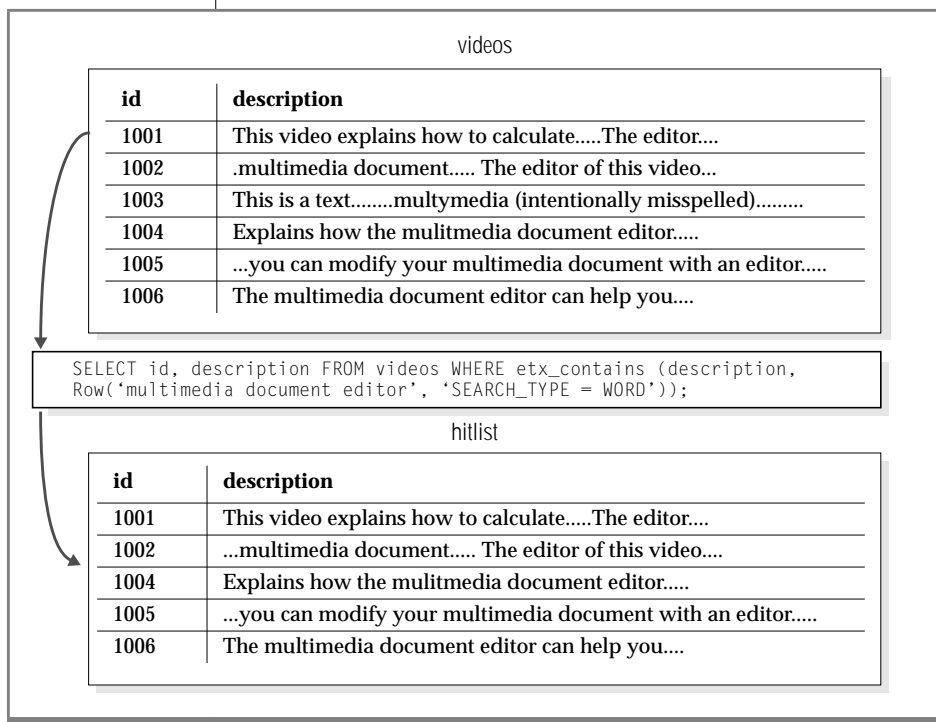 videos
id description
1001 This video explains how to calculate.....The editor....
1002 .multimedia document..... The editor of this video...
1003 This is a text........multymedia (intentionally misspelled).........
1004 Explains how the mulitmedia document editor.....
1005 ...you can modify your multimedia document with an editor.....
1006 The multimedia document editor can help you....
SELECT id, description FROM videos WHERE etx_contains (description,
Row(‘multimedia document editor’, ‘SEARCH_TYPE = WORD’));
hitlist
id description
1001 This video explains how to calculate.....The editor....
1002 ...multimedia document..... The editor of this video....
1004 Explains how the mulitmedia document editor.....
1005 ...you can modify your multimedia document with an editor.....
1006 The multimedia document editor can help you....